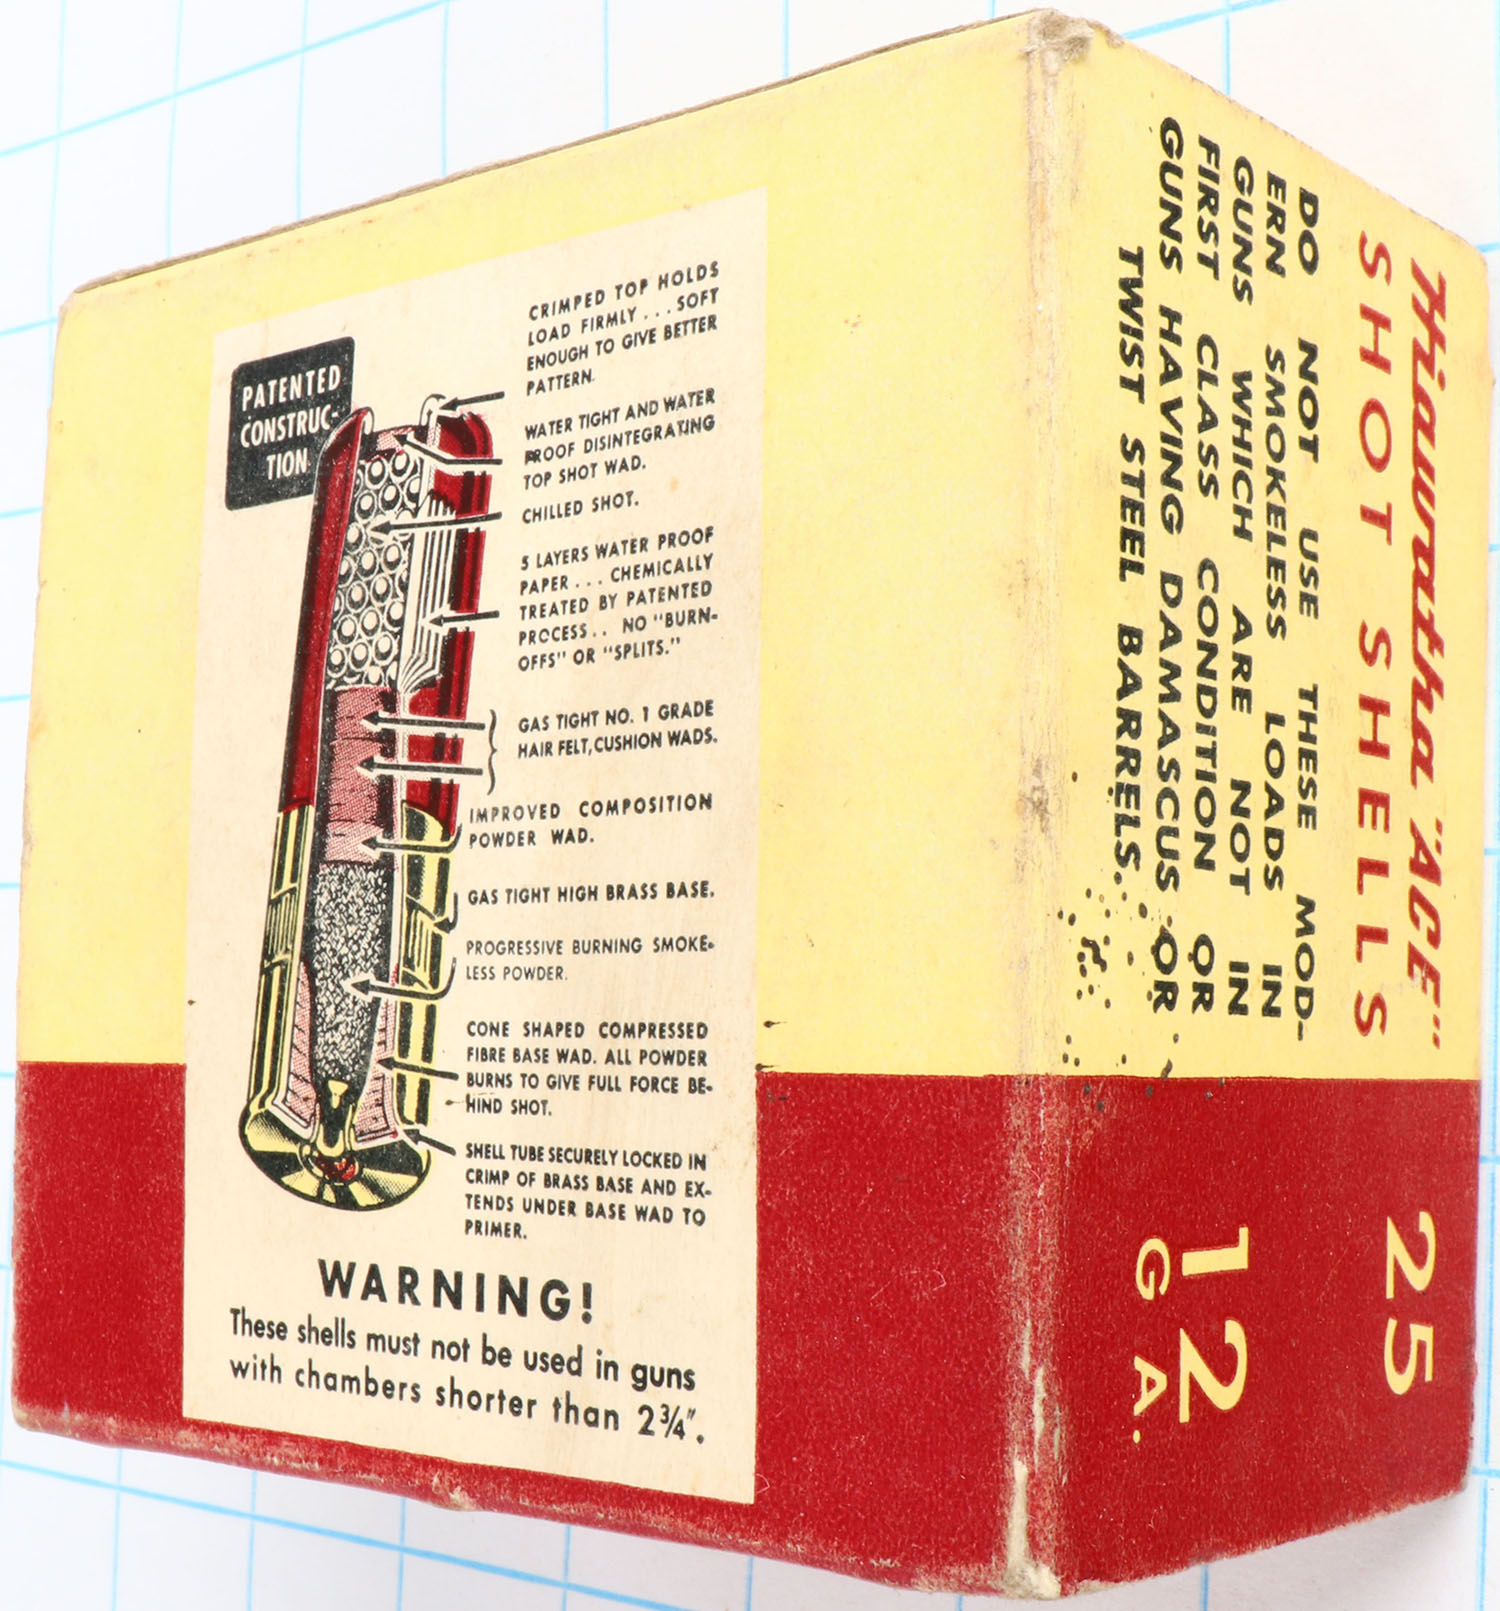 PATENTED
CONSTRUC-
TION
CRIMPED TOP HOLDS
LOAD FIRMLY . . . SOFT
ENOUGH TO GIVE BETTER
PATTERN.
WATER TIGHT AND WATER
PROOF DISINTEGRATING
TOP SHOT WAD.
CHILLED SHOT.
5 LAYERS WATER PROOF
PAPER . . . CHEMICALLY
TREATED BY PATENTED
PROCESS . . NO "BURN-
OFFS" OR "SPLITS."
GAS TIGHT NO. 1 GRADE
HAIR FELT, CUSHION WADS.
IMPROVED COMPOSITION
POWDER WAD.
GAS TIGHT HIGH BRASS BASE.
PROGRESSIVE BURNING SMOKE-
LESS POWDER.
CONE SHAPED COMPRESSED
FIBRE BASE WAD. ALL POWDER
BURNS TO GIVE FULL FORCE BE-
HIND SHOT.
SHELL TUBE SECURELY LOCKED IN
CRIMP OF BRASS BASE AND EX-
TENDS UNDER BASE WAD TO
PRIMER.
WARNING!
These shells must not be used in guns
with chambers shorter than 2 3/4".
Hiawatha "ACE"
SHOT SHELLS
DO NOT USE THESE MOD-
ERN SMOKELESS LOADS IN
GUNS WHICH ARE NOT IN
FIRST CLASS CONDITION OR
GUNS HAVING DAMASCUS OR
TWIST STEEL BARRELS.
25
12
GA.